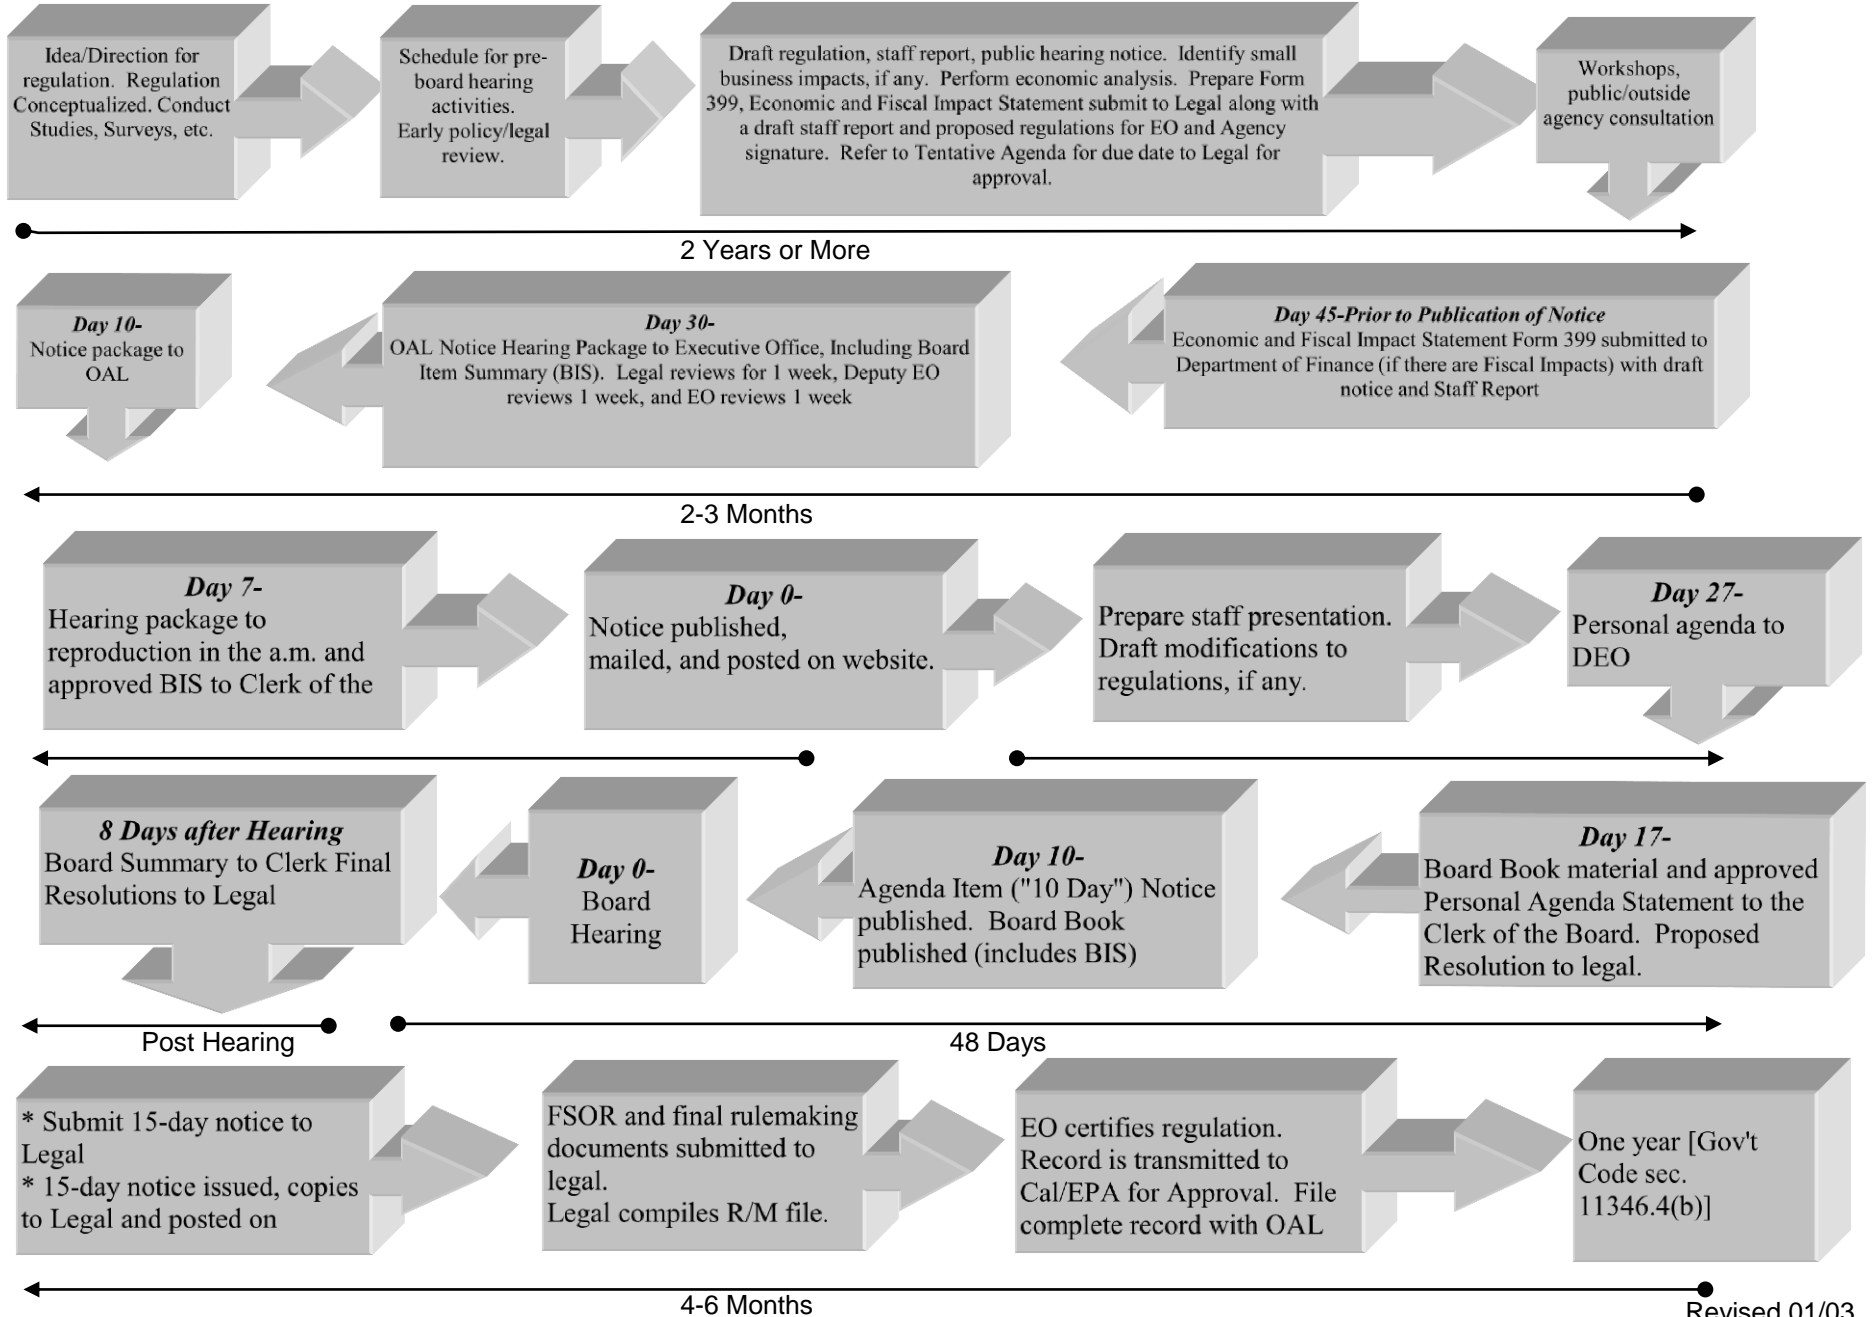 Idea/Direction for
regulation. Regulation
Conceptualized. Conduct
Studies, Surveys, etc.
Schedule for pre-
board hearing
activities.
Early policy/legal
review.
Draft regulation, staff report, public hearing notice. Identify small
business impacts, if any. Perform economic analysis. Prepare Form
399, Economic and Fiscal Impact Statement submit to Legal along with
a draft staff report and proposed regulations for EO and Agency
signature. Refer to Tentative Agenda for due date to Legal for
approval.
Workshops,
public/outside
agency consultation
2 Years or More
Day 45-Prior to Publication of Notice
Economic and Fiscal Impact Statement Form 399 submitted to
Department of Finance (if there are Fiscal Impacts) with draft
notice and Staff Report
Day 30-
OAL Notice Hearing Package to Executive Office, Including Board
Item Summary (BIS). Legal reviews for 1 week, Deputy EO
reviews 1 week, and EO reviews 1 week
Day 10-
Notice package to
OAL
2-3 Months
Day 7-
Hearing package to
reproduction in the a.m. and
approved BIS to Clerk of the
Day 0-
Notice published,
mailed, and posted on website.
Prepare staff presentation.
Draft modifications to
regulations, if any.
Day 27-
Personal agenda to
DEO
Day 17-
Board Book material and approved
Personal Agenda Statement to the
Clerk of the Board. Proposed
Resolution to legal.
Day 10-
Agenda Item ("10 Day") Notice
published. Board Book
published (includes BIS)
Day 0-
Board
Hearing
8 Days after Hearing
Board Summary to Clerk Final
Resolutions to Legal
Post Hearing
48 Days
* Submit 15-day notice to
Legal
* 15-day notice issued, copies
to Legal and posted on
FSOR and final rulemaking
documents submitted to
legal.
Legal compiles R/M file.
EO certifies regulation.
Record is transmitted to
Cal/EPA for Approval. File
complete record with OAL
One year [Gov't
Code sec.
11346.4(b)]
4-6 Months
Revised 01/03